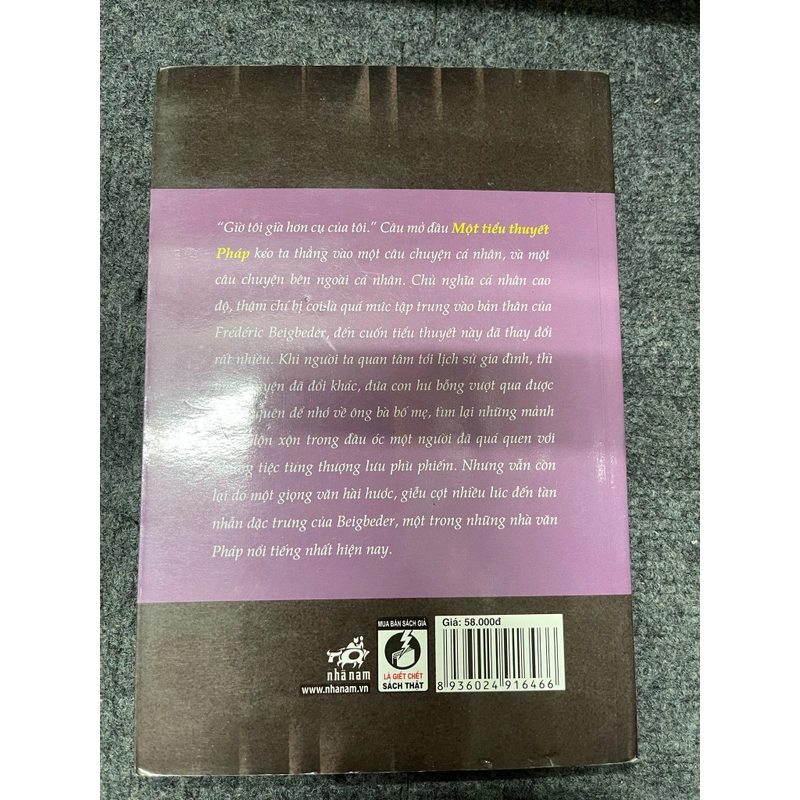 “Giờ tôi già hơn cụ của tôi.” Câu mở đầu Một tiểu thuyết
Pháp kéo ta thẳng vào một câu chuyện cá nhân, và một
câu chuyện bên ngoài cá nhân. Chủ nghĩa cá nhân cao
độ, thậm chí bị coi là quá mức tập trung vào bản thân của
Frédéric Beigbeder, đến cuốn tiểu thuyết này đã thay đổi
rất nhiều. Khi người ta quan tâm tới lịch sử gia đình, thì
chuyện đã đổi khác, đứa con hư bỗng vượt qua được
quên để nhớ về ông bà bố mẹ, tìm lại những mảnh
lộn xộn trong đầu óc một người đã quá quen với
tiệc tùng thượng lưu phù phiếm. Nhưng vẫn còn
lại đó một giọng văn hài hước, giễu cợt nhiều lúc đến tàn
nhẫn đặc trưng của Beigbeder, một trong những nhà văn
Pháp nổi tiếng nhất hiện nay.
nhã nam
www.nhanam.vn
MUA BÁN SÁCH GIẢ
LÀ GIẾT CHẾT
SÁCH THẬT
Giá: 58.000đ
8 936024 916466